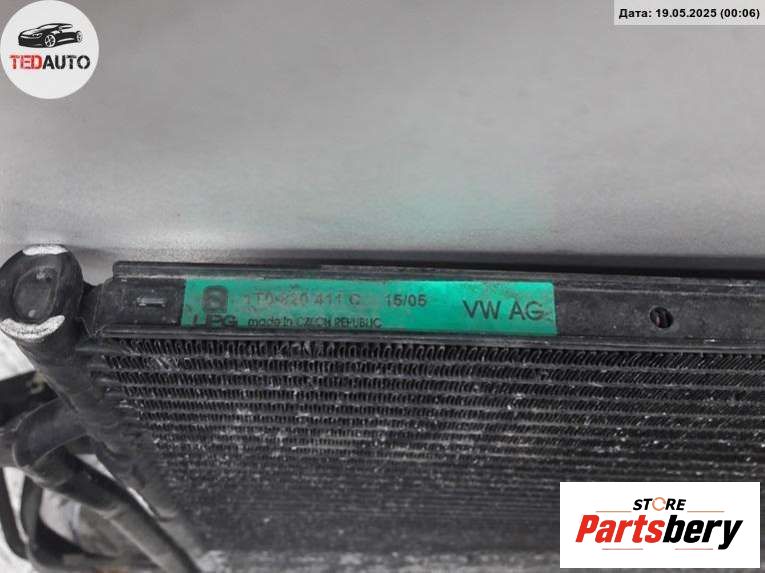 Дата: 19.05.2025 (00:06)
TEDAUTO
1T0 820 411 C 15/05
VW AG
made in CZECH REPUBLIC
STORE
Partsbery